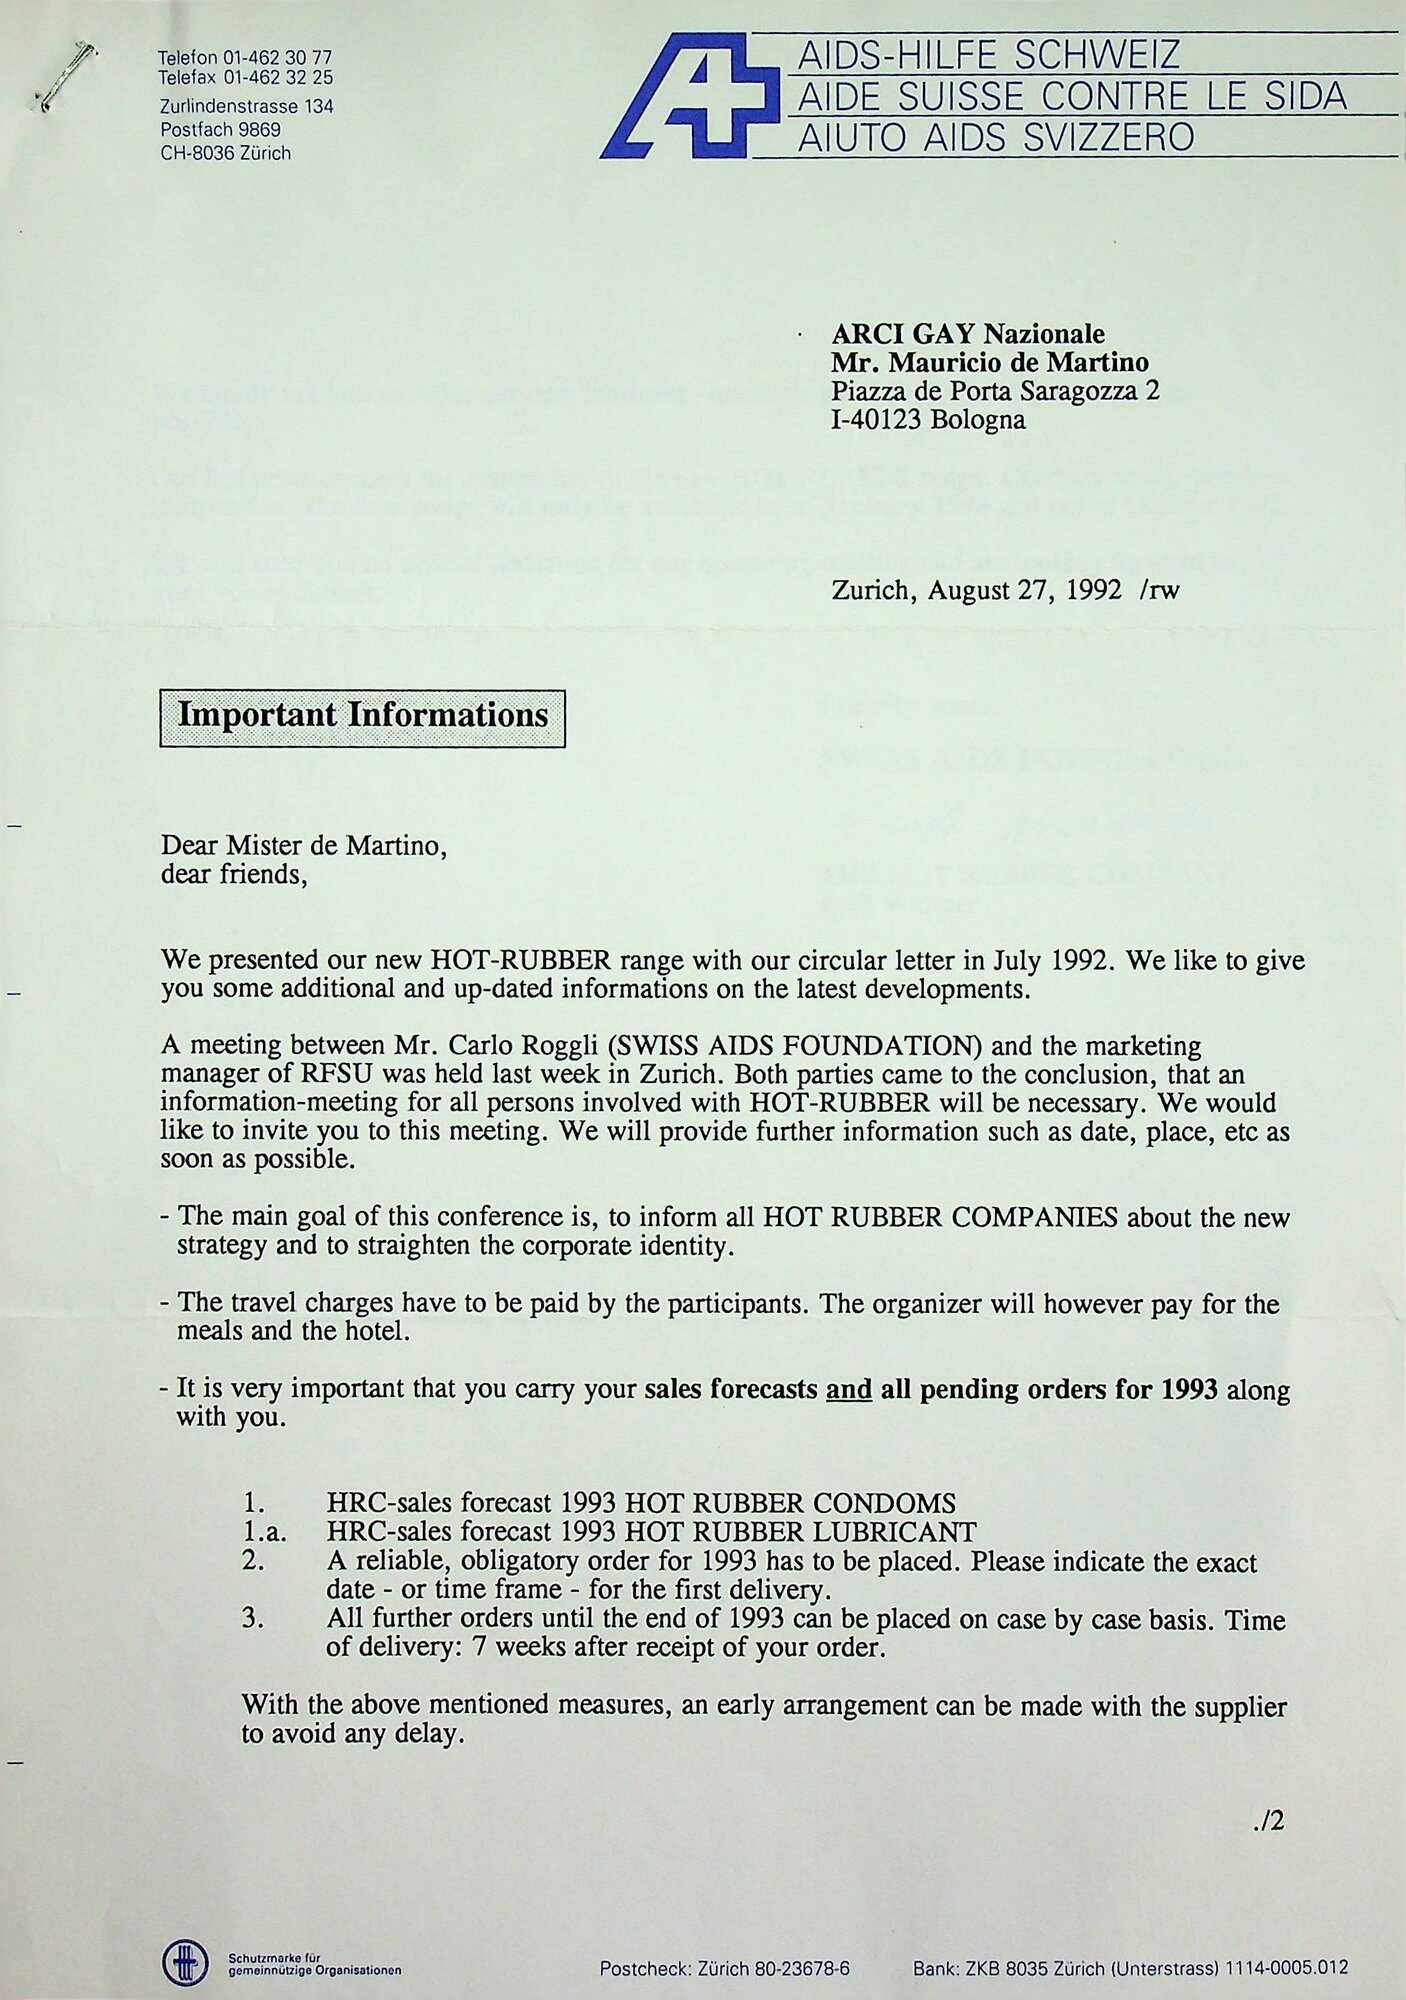 Telefon 01-462 30 77
Telefax 01-462 32 25
Zurlindenstrasse 134
Postfach 9869
CH-8036 Zürich
AIDS-HILFE SCHWEIZ
AIDE SUISSE CONTRE LE SIDA
AIUTO AIDS SVIZZERO
ARCI GAY Nazionale
Mr. Mauricio de Martino
Piazza de Porta Saragozza 2
I-40123 Bologna
Zurich, August 27, 1992 /rw
Important Informations
Dear Mister de Martino,
dear friends,
We presented our new HOT-RUBBER range with our circular letter in July 1992. We like to give
you some additional and up-dated informations on the latest developments.
A meeting between Mr. Carlo Roggli (SWISS AIDS FOUNDATION) and the marketing
manager of RFSU was held last week in Zurich. Both parties came to the conclusion, that an
information-meeting for all persons involved with HOT-RUBBER will be necessary. We would
like to invite you to this meeting. We will provide further information such as date, place, etc as
soon as possible.
- The main goal of this conference is, to inform all HOT RUBBER COMPANIES about the new
strategy and to straighten the corporate identity.
- The travel charges have to be paid by the participants. The organizer will however pay for the
meals and the hotel.
- It is very important that you carry your sales forecasts and all pending orders for 1993 along
with you.
1. HRC-sales forecast 1993 HOT RUBBER CONDOMS
1.a. HRC-sales forecast 1993 HOT RUBBER LUBRICANT
2. A reliable, obligatory order for 1993 has to be placed. Please indicate the exact
date - or time frame - for the first delivery.
3. All further orders until the end of 1993 can be placed on case by case basis. Time
of delivery: 7 weeks after receipt of your order.
With the above mentioned measures, an early arrangement can be made with the supplier
to avoid any delay.
./2
Schutzmarke für
gemeinnützige Organisationen
Postcheck: Zürich 80-23678-6
Bank: ZKB 8035 Zürich (Unterstrass) 1114-0005.012